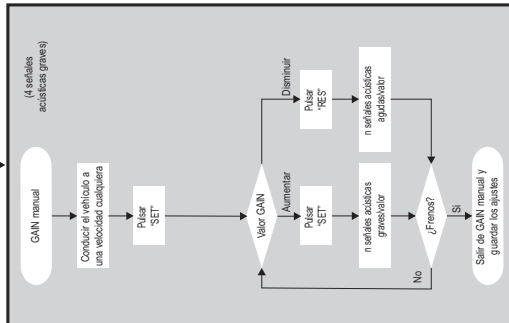 (4 señales
acústicas graves)
GAIN manual
Conducir el vehículo a
una velocidad cualquiera
Pulsar
"SET"
Valor GAIN
Disminuir
Aumentar
Pulsar
"RES"
Pulsar
"SET"
n señales acústicas
agudas/valor
n señales acústicas
graves/valor
¿Frenos?
No
Si
Salir de GAIN manual y
guardar los ajustes